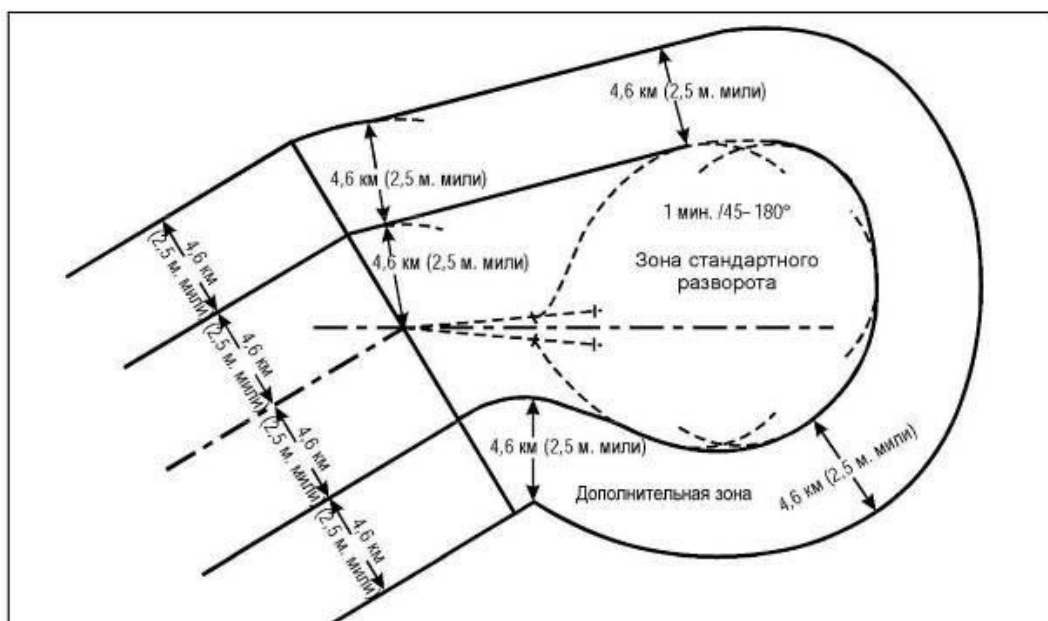 4,6 км (2,5 м. мили)
4,6 км (2,5 м. мили)
4,6 км (2,5 м. мили)
1 мин. /45– 180°
Зона стандартного
разворота
4,6 км
(2,5 м. мили)
4,6 км
(2,5 м. мили)
4,6 км
(2,5 м. мили)
4,6 км
(2,5 м. мили)
4,6 км (2,5 м. мили)
Дополнительная зона
4,6 км (2,5 м. мили)